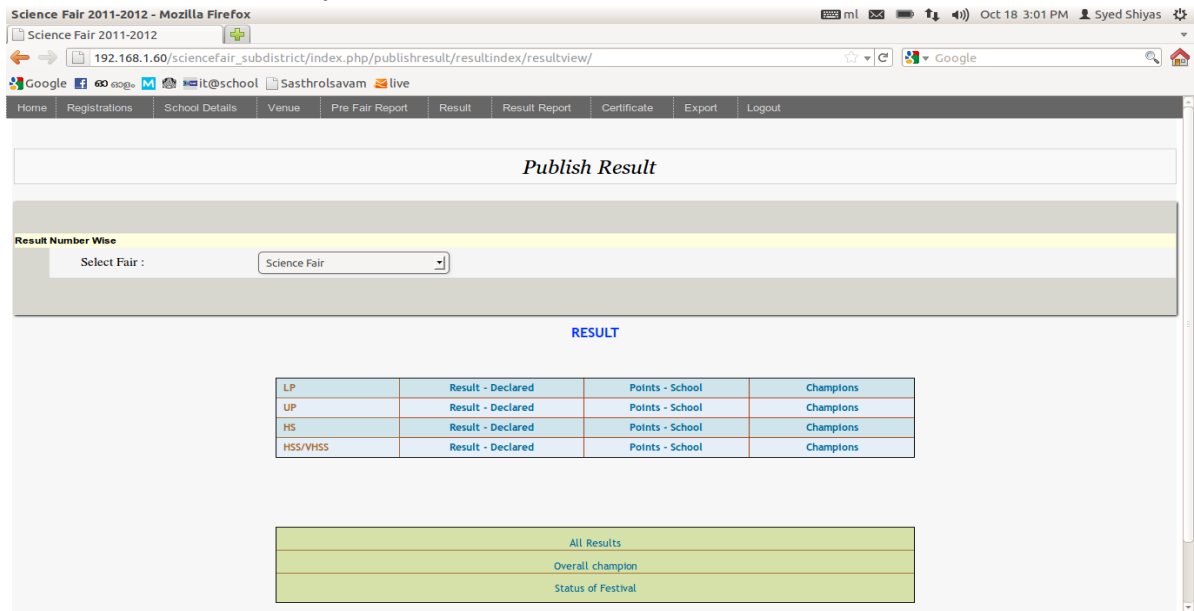 Science Fair 2011-2012 - Mozilla Firefox ml Oct 18 3:01 PM Syed Shiyas
Science Fair 2011-2012
192.168.1.60/sciencefair_subdistrict/index.php/publishresult/resultindex/resultview/ Google
Google ഓളം M it@school Sasthrolsavam live
Home Registrations School Details Venue Pre Fair Report Result Result Report Certificate Export Logout
Publish Result
Result Number Wise
Select Fair : Science Fair
RESULT
LP Result - Declared Points - School Champions
UP Result - Declared Points - School Champions
HS Result - Declared Points - School Champions
HSS/VHSS Result - Declared Points - School Champions
All Results
Overall champion
Status of Festival